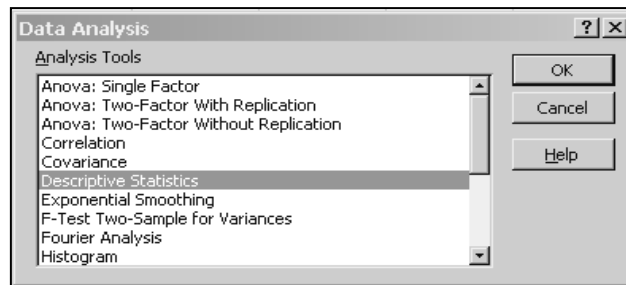 Data Analysis
Analysis Tools
Anova: Single Factor
Anova: Two-Factor With Replication
Anova: Two-Factor Without Replication
Correlation
Covariance
Descriptive Statistics
Exponential Smoothing
F-Test Two-Sample for Variances
Fourier Analysis
Histogram
OK
Cancel
Help